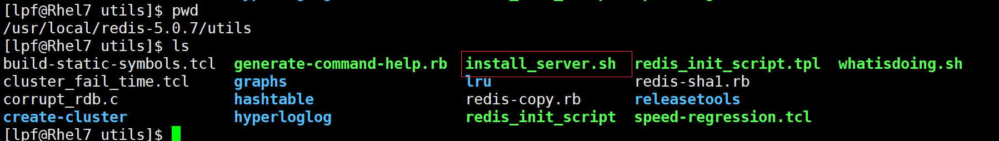 [lpf@Rhel7 utils]$ pwd
/usr/local/redis-5.0.7/utils
[lpf@Rhel7 utils]$ ls
build-static-symbols.tcl  generate-command-help.rb  install_server.sh  redis_init_script.tpl  whatisdoing.sh
cluster_fail_time.tcl     graphs                    lru                redis-sha1.rb
corrupt_rdb.c             hashtable                 redis-copy.rb      releasetools
create-cluster            hyperloglog               redis_init_script  speed-regression.tcl
[lpf@Rhel7 utils]$